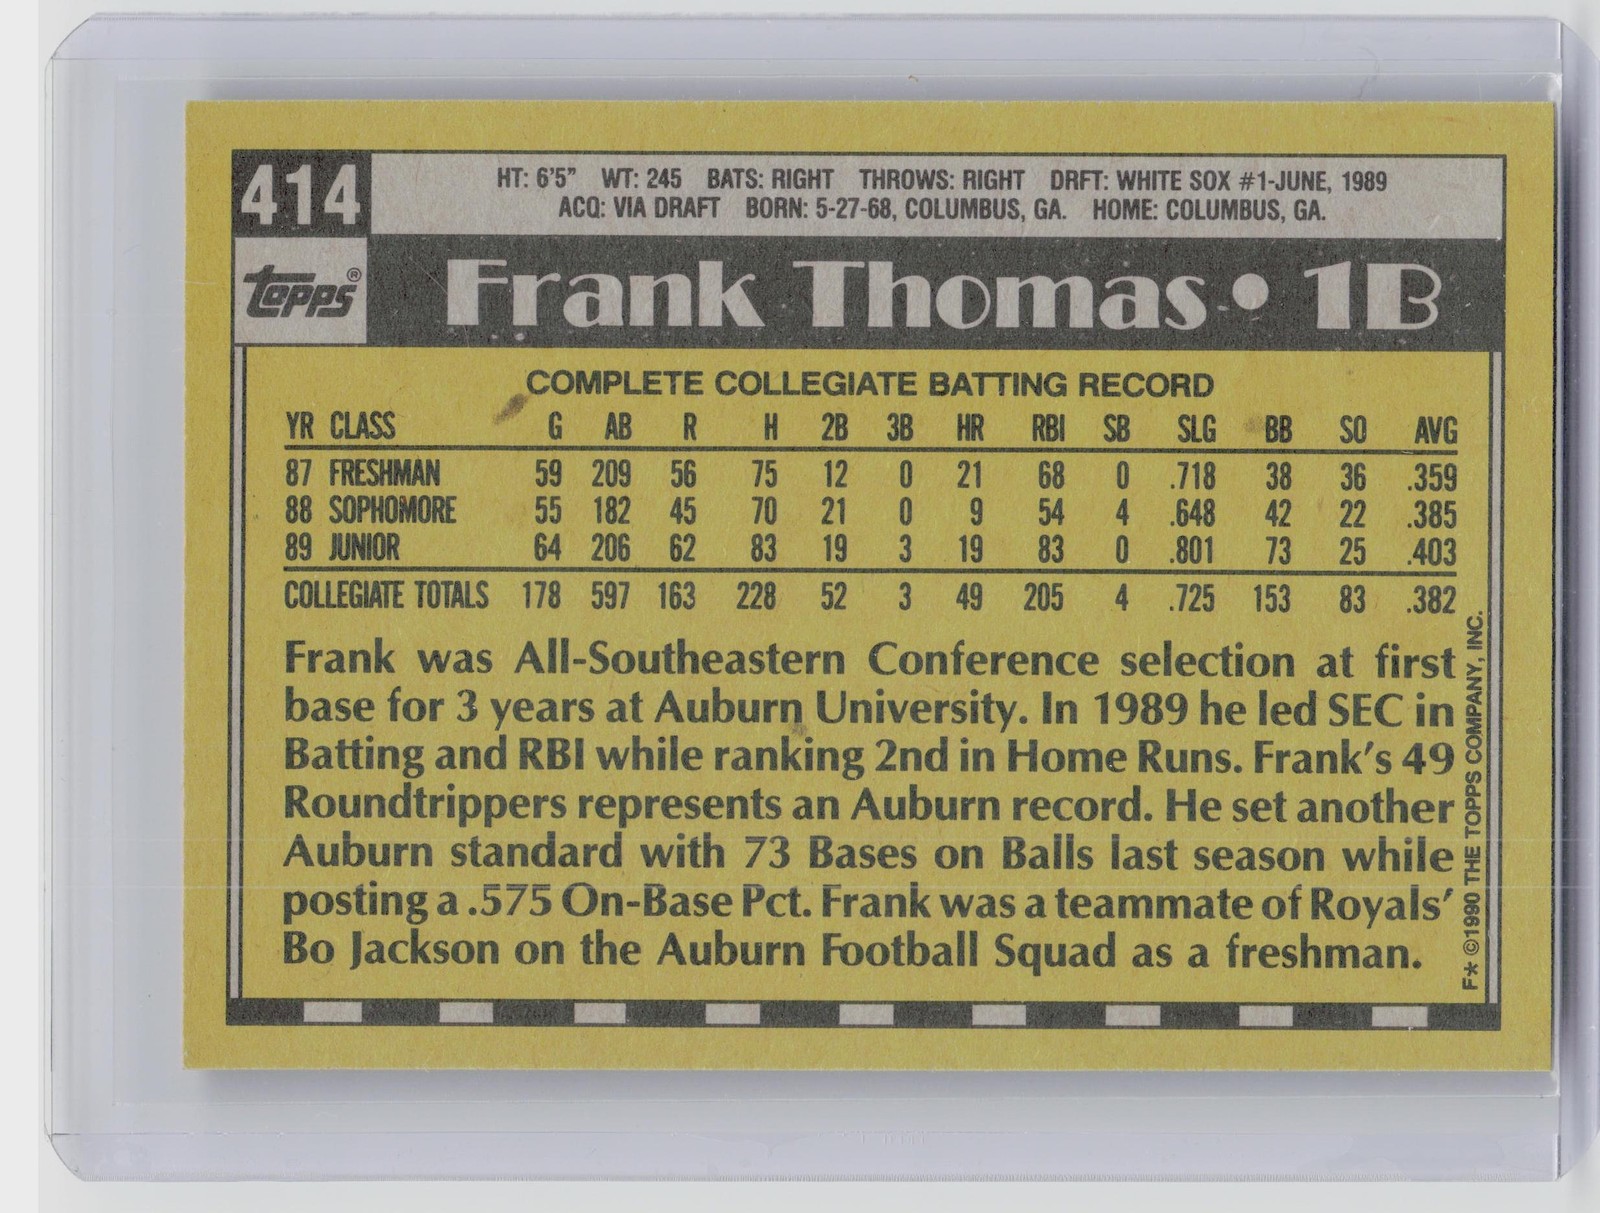 414
HT: 6'5" WT: 245 BATS: RIGHT THROWS: RIGHT DRFT: WHITE SOX #1-JUNE, 1989
ACQ: VIA DRAFT BORN: 5-27-68, COLUMBUS, GA. HOME: COLUMBUS, GA.
topps®
Frank Thomas • 1B
COMPLETE COLLEGIATE BATTING RECORD
YR CLASS G AB R H 2B 3B HR RBI SB SLG BB SO AVG
87 FRESHMAN 59 209 56 75 12 0 21 68 0 .718 38 36 .359
88 SOPHOMORE 55 182 45 70 21 0 9 54 4 .648 42 22 .385
89 JUNIOR 64 206 62 83 19 3 19 83 0 .801 73 25 .403
COLLEGIATE TOTALS 178 597 163 228 52 3 49 205 4 .725 153 83 .382
Frank was All-Southeastern Conference selection at first
base for 3 years at Auburn University. In 1989 he led SEC in
Batting and RBI while ranking 2nd in Home Runs. Frank's 49
Roundtrippers represents an Auburn record. He set another
Auburn standard with 73 Bases on Balls last season while
posting a .575 On-Base Pct. Frank was a teammate of Royals'
Bo Jackson on the Auburn Football Squad as a freshman.
F* ©1990 THE TOPPS COMPANY, INC.